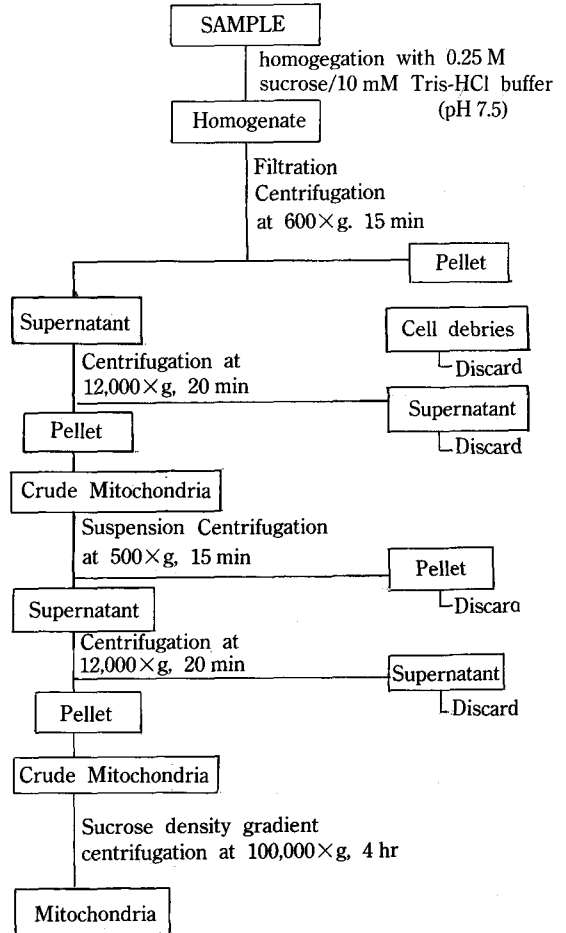 SAMPLE
homogegation with 0.25 M
sucrose/10 mM Tris-HCl buffer
(pH 7.5)
Homogenate
Filtration
Centrifugation
at 600×g. 15 min
Pellet
Supernatant
Cell debries
Discard
Centrifugation at
12,000×g, 20 min
Supernatant
Discard
Pellet
Crude Mitochondria
Suspension Centrifugation
at 500×g, 15 min
Pellet
Discard
Supernatant
Centrifugation at
12,000×g, 20 min
Supernatant
Discard
Pellet
Crude Mitochondria
Sucrose density gradient
centrifugation at 100,000×g, 4 hr
Mitochondria